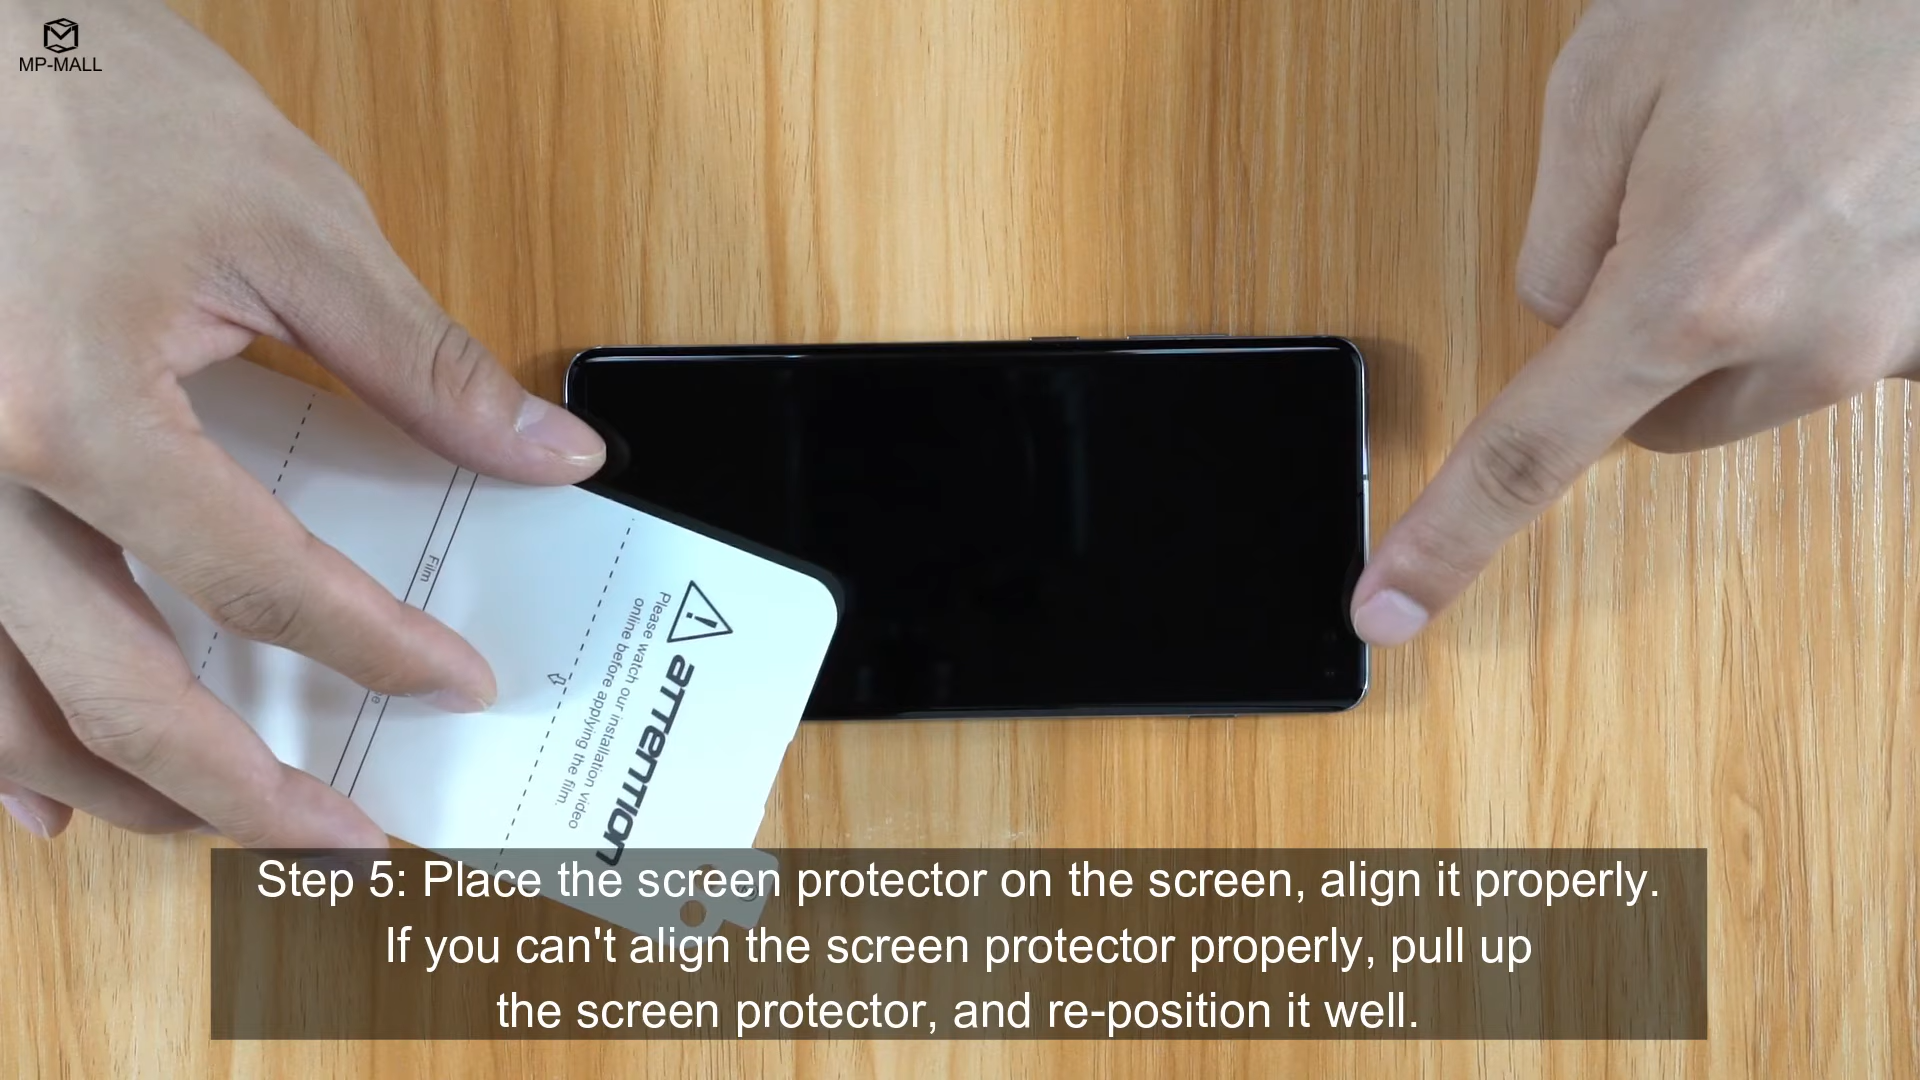 MP-MALL
Film
ATTENTION
Please watch our installation video
online before applying the film.
Step 5: Place the screen protector on the screen, align it properly.
If you can't align the screen protector properly, pull up
the screen protector, and re-position it well.